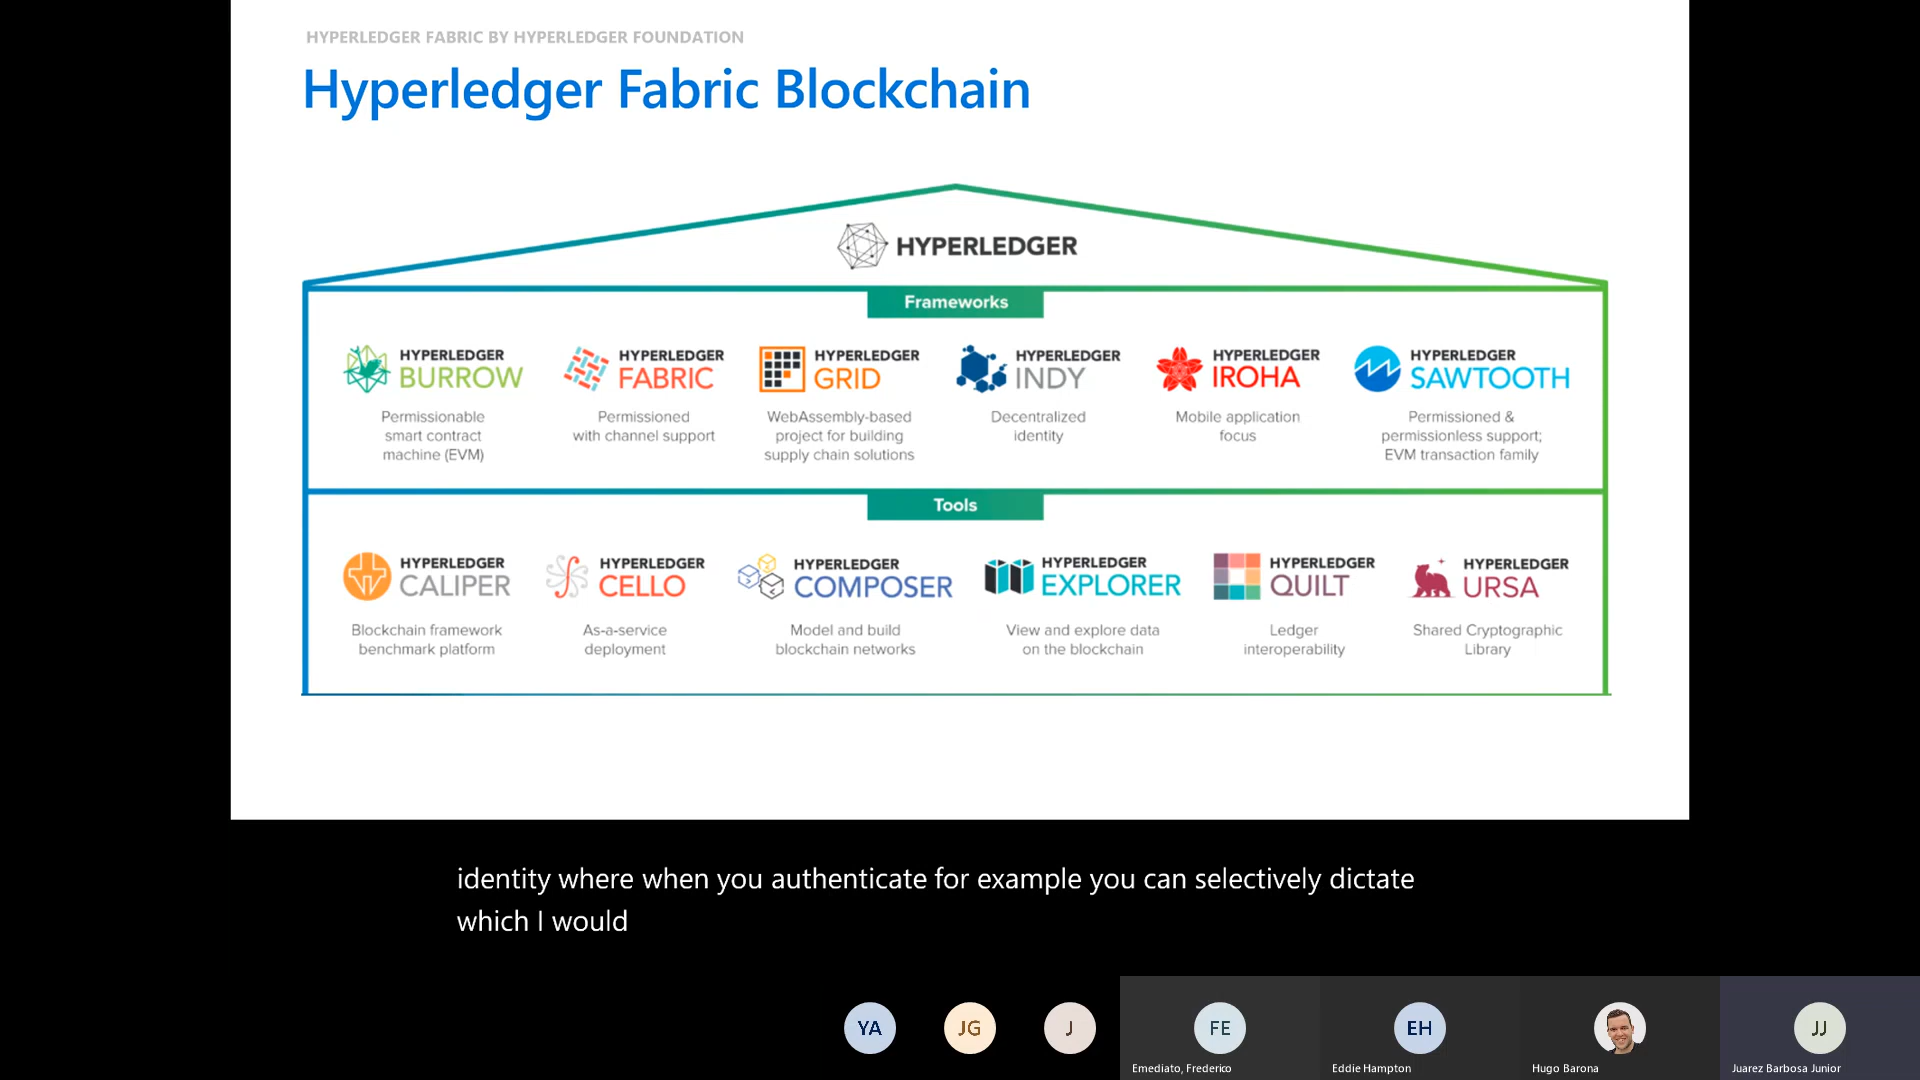 HYPERLEDGER FABRIC BY HYPERLEDGER FOUNDATION
Hyperledger Fabric Blockchain
HYPERLEDGER
Frameworks
HYPERLEDGER
BURROW
Permissionable
smart contract
machine (EVM)
HYPERLEDGER
FABRIC
Permissioned
with channel support
HYPERLEDGER
GRID
WebAssembly-based
project for building
supply chain solutions
HYPERLEDGER
INDY
Decentralized
identity
HYPERLEDGER
IROHA
Mobile application
focus
HYPERLEDGER
SAWTOOTH
Permissioned &
permissionless support;
EVM transaction family
Tools
HYPERLEDGER
CALIPER
Blockchain framework
benchmark platform
HYPERLEDGER
CELLO
As-a-service
deployment
HYPERLEDGER
COMPOSER
Model and build
blockchain networks
HYPERLEDGER
EXPLORER
View and explore data
on the blockchain
HYPERLEDGER
QUILT
Ledger
interoperability
HYPERLEDGER
URSA
Shared Cryptographic
Library
identity where when you authenticate for example you can selectively dictate
which I would
YA
JG
J
FE
Emediato, Frederico
EH
Eddie Hampton
Hugo Barona
JJ
Juarez Barbosa Junior